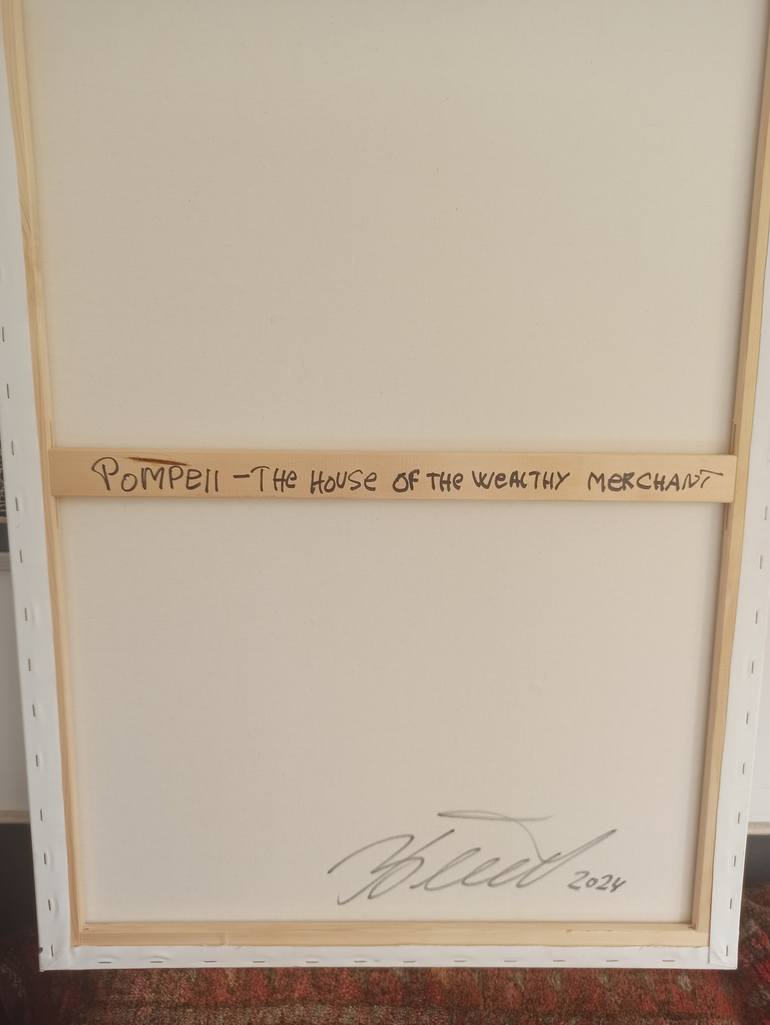 POMPEII - THE HOUSE OF THE WEALTHY MERCHANT
2024